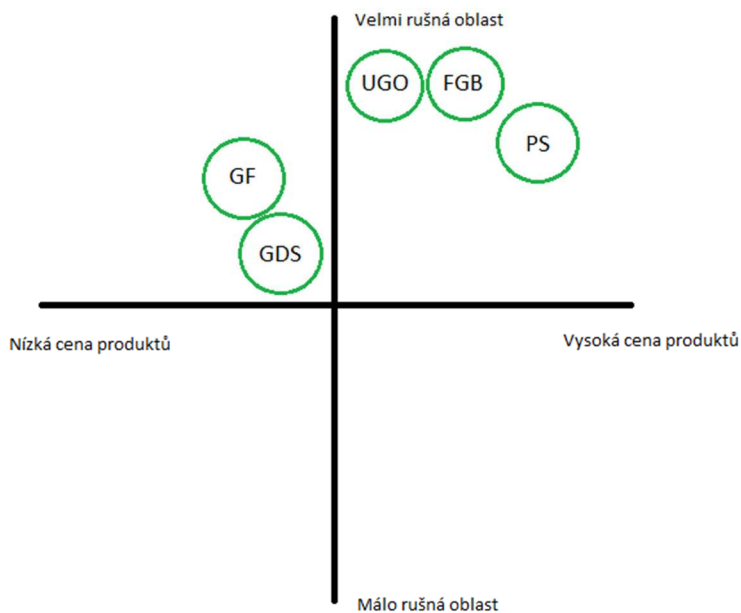 Velmi rušná oblast
UGO
FGB
PS
GF
GDS
Nízká cena produktů
Vysoká cena produktů
Málo rušná oblast